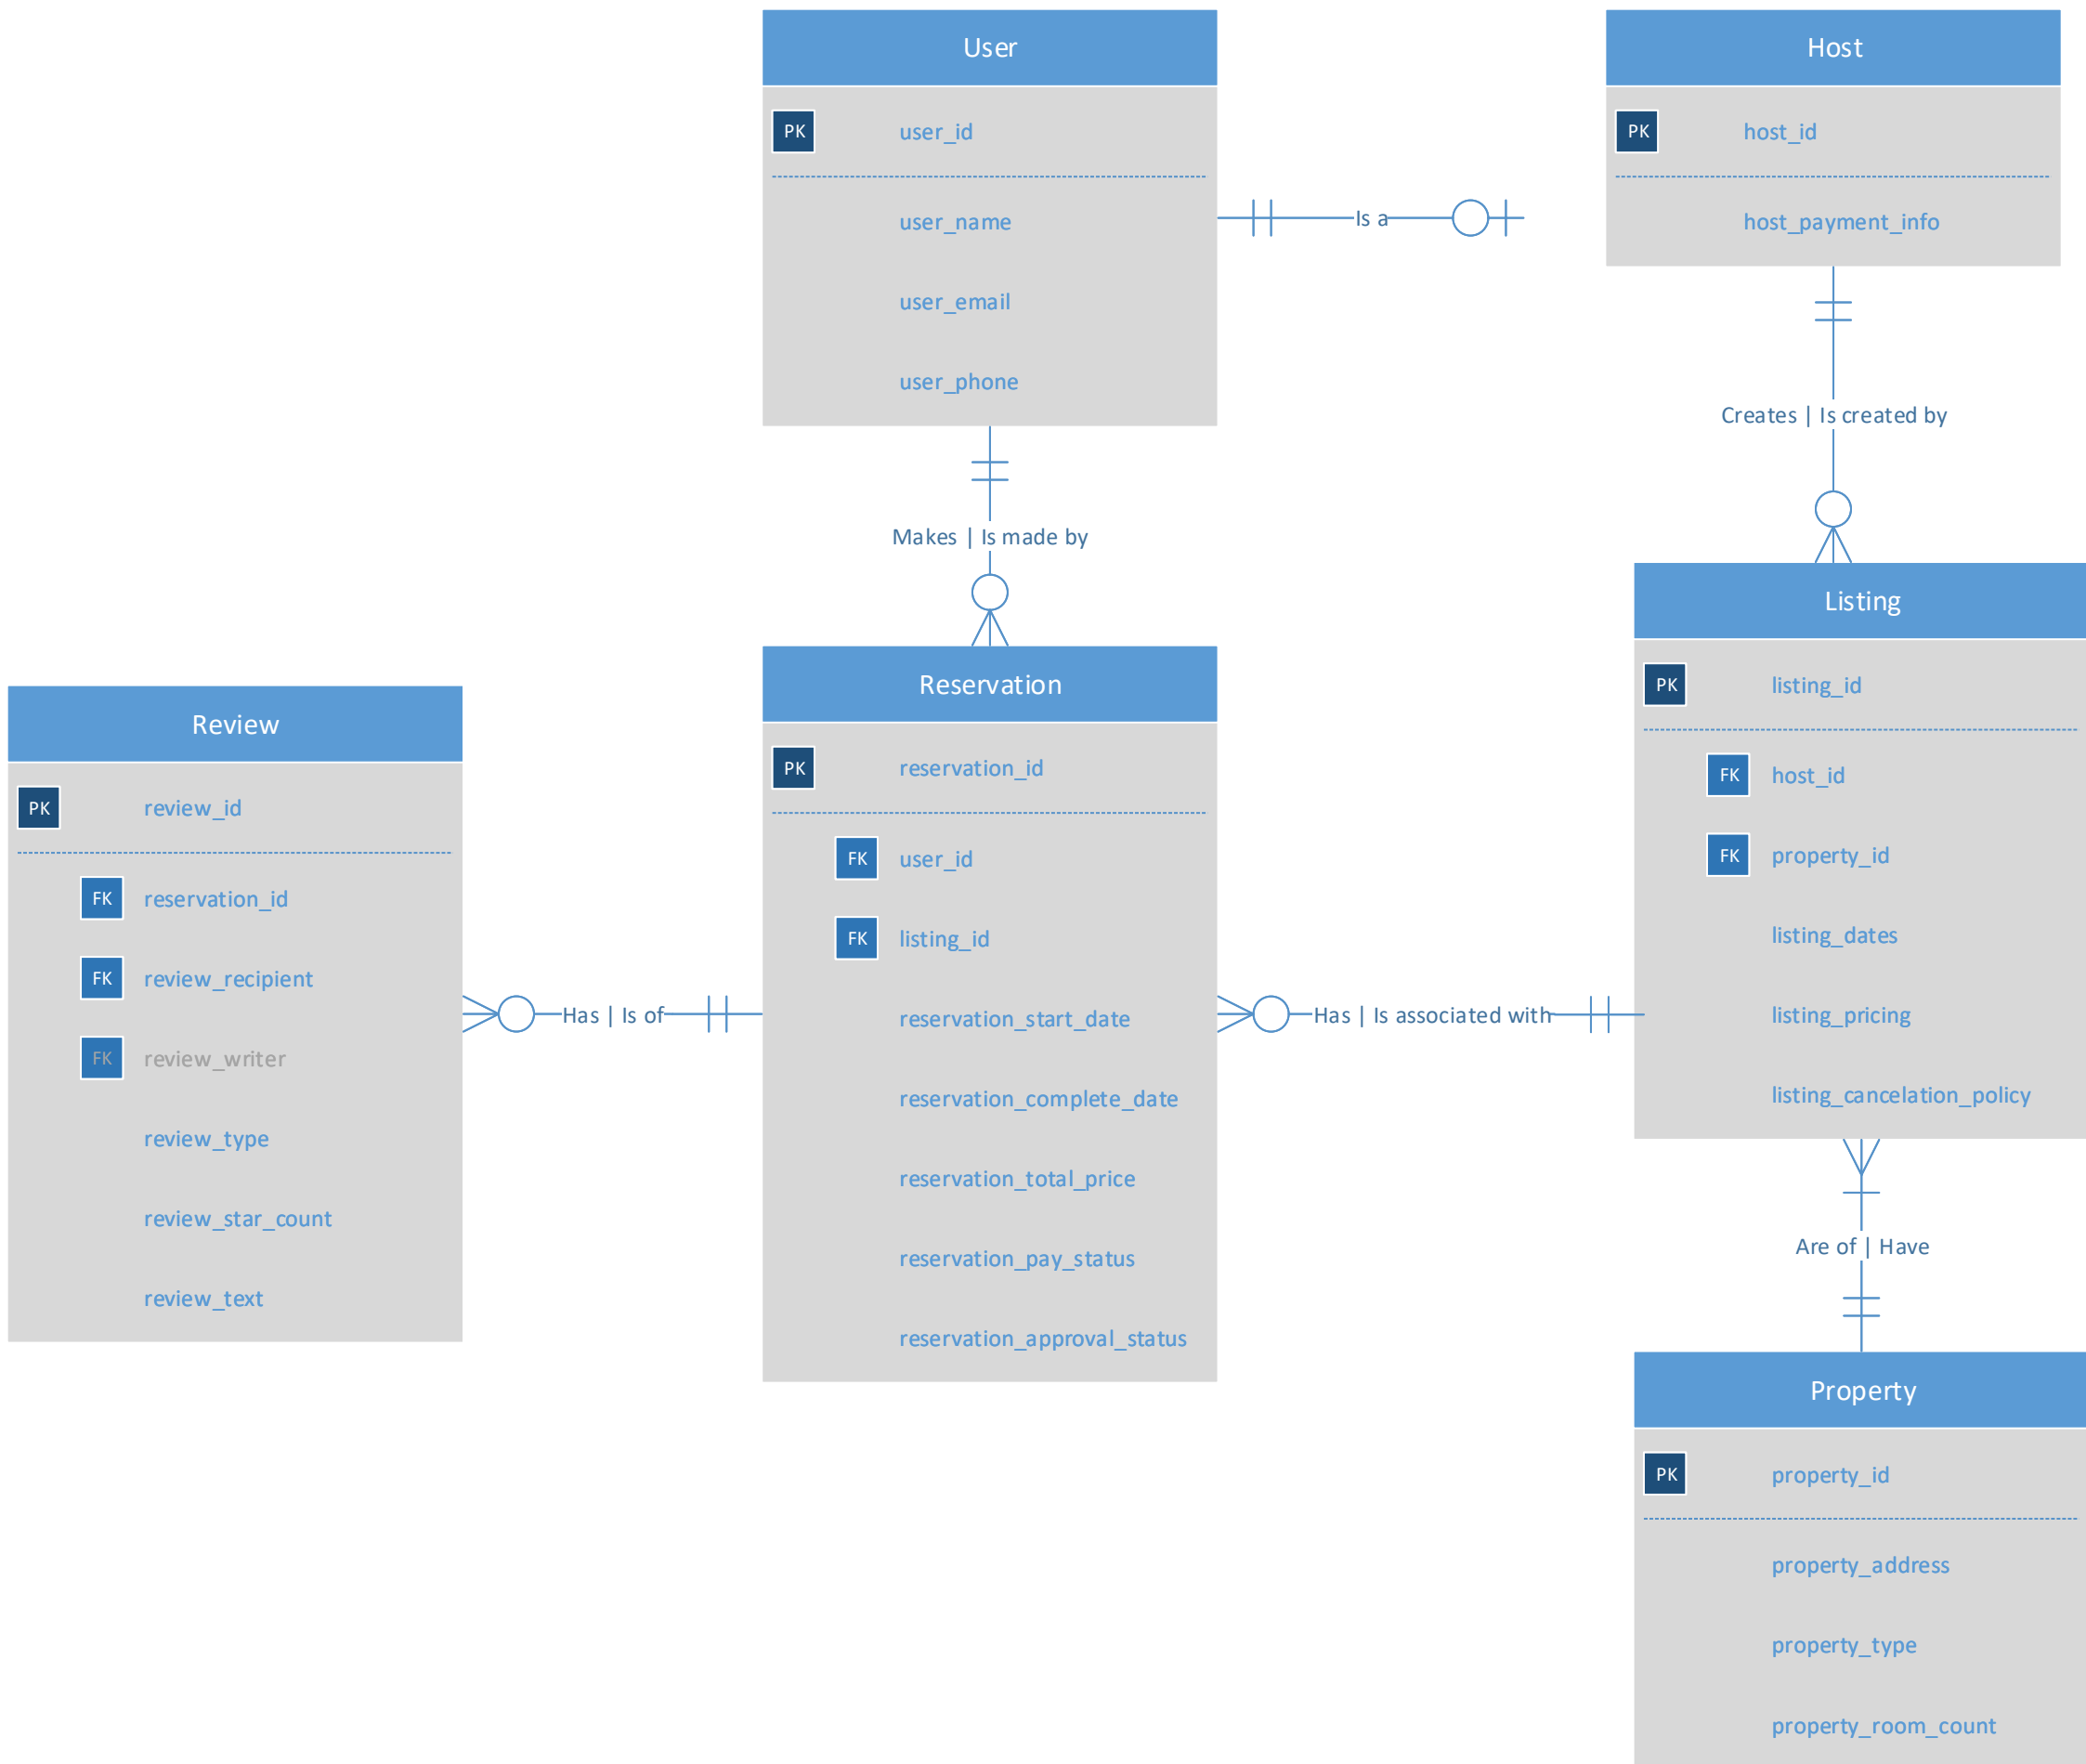 User
PK user_id
user_name
user_email
user_phone
Is a
Host
PK host_id
host_payment_info
Creates | Is created by
Makes | Is made by
Listing
PK listing_id
FK host_id
FK property_id
listing_dates
listing_pricing
listing_cancelation_policy
Reservation
PK reservation_id
FK user_id
FK listing_id
reservation_start_date
reservation_complete_date
reservation_total_price
reservation_pay_status
reservation_approval_status
Review
PK review_id
FK reservation_id
FK review_recipient
FK review_writer
review_type
review_star_count
review_text
Has | Is of
Has | Is associated with
Are of | Have
Property
PK property_id
property_address
property_type
property_room_count